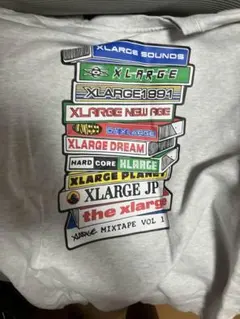 XLARGE SOUNDS
XLARGE
XLARGE1991
XLARGE NEW AGE
XLARGE
XLARGE DREAM
HARD CORE XLARGE
XLARGE PLANET
XLARGE JP
the xlarge
XLARGE MIXTAPE VOL 1